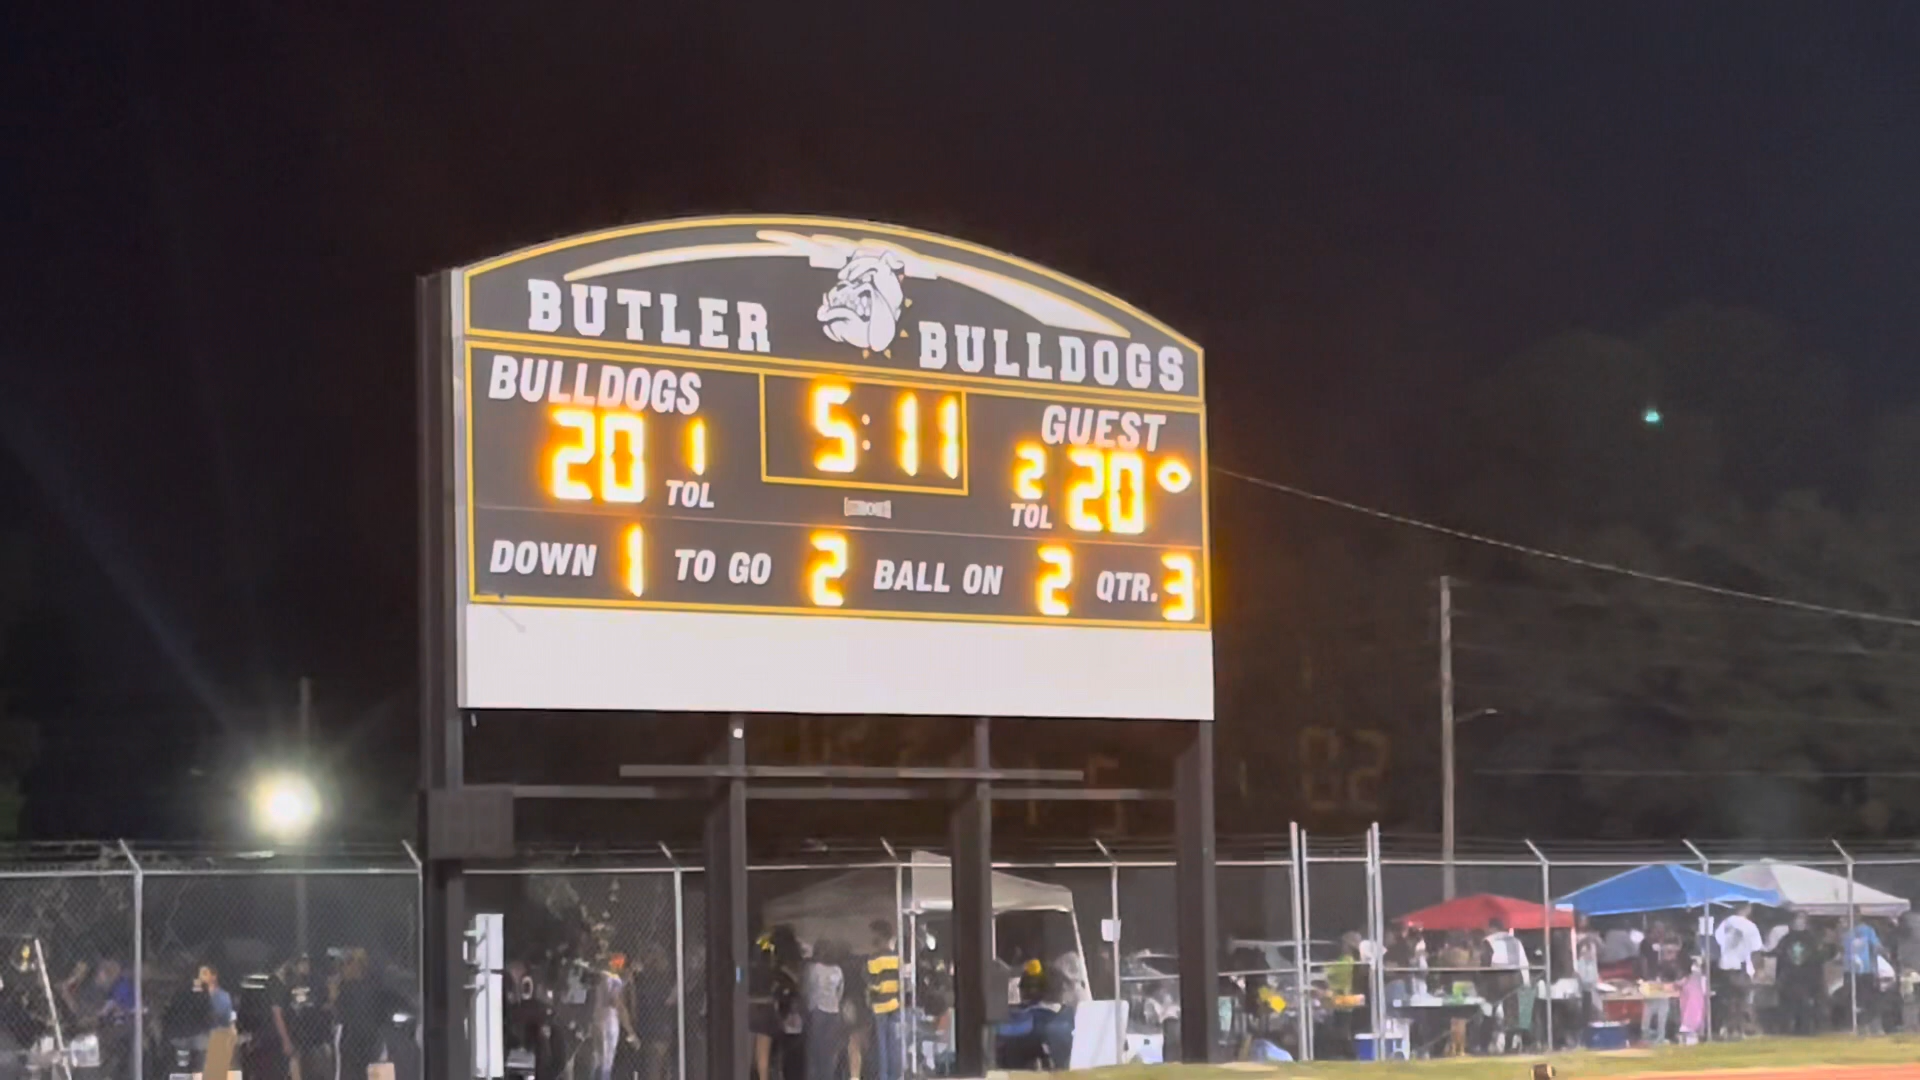 BUTLER BULLDOGS
BULLDOGS 5:11 GUEST
20 1 2 20
TOL TOL
DOWN 1 TO GO 2 BALL ON 2 QTR. 3